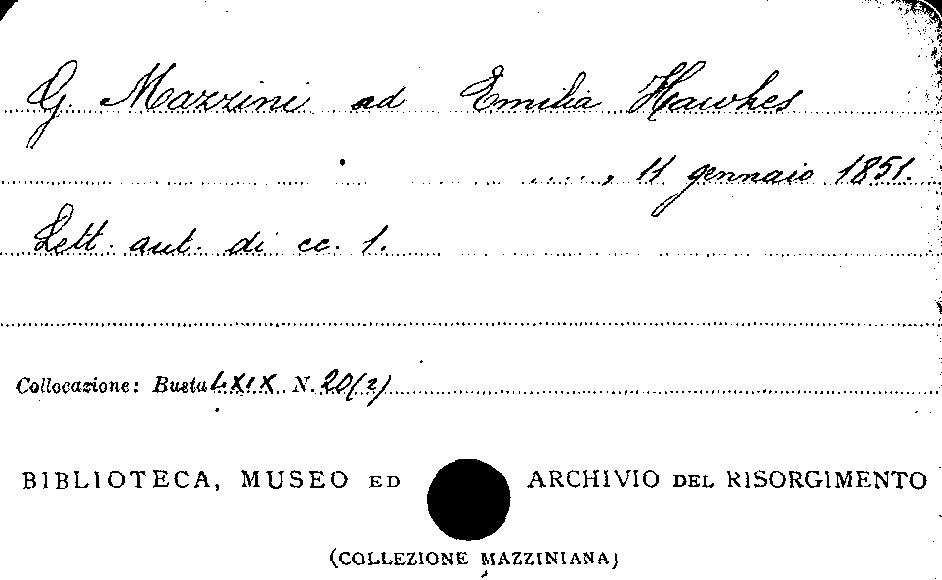 G. Mazzini ad Emilia Hawkes
...., 11 gennaio 1851.
Lett. aut. di cc. 1.
Collocazione: Busta LXIX N. 20(2)
BIBLIOTECA, MUSEO ED ARCHIVIO DEL RISORGIMENTO
(COLLEZIONE MAZZINIANA)